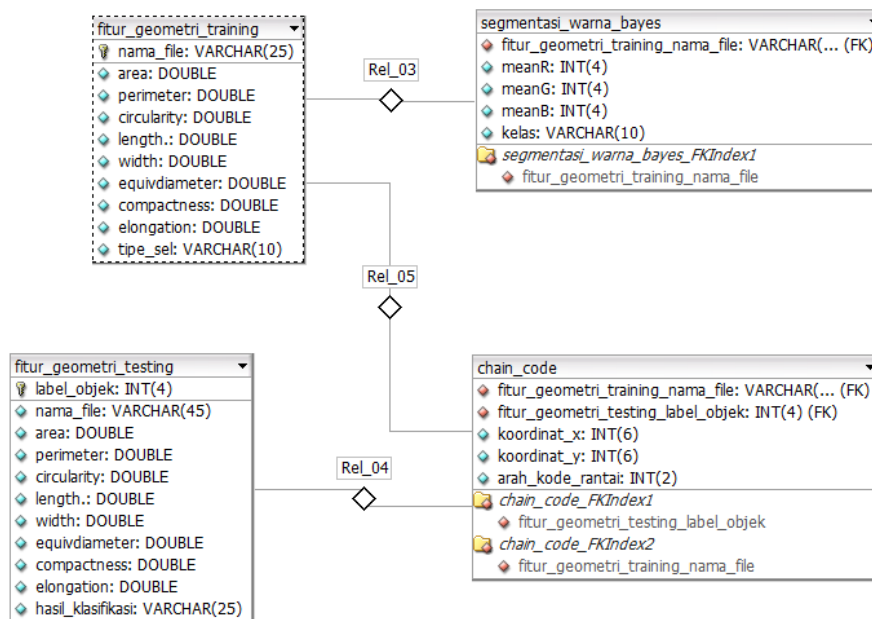 fitur_geometri_training
nama_file: VARCHAR(25)
area: DOUBLE
perimeter: DOUBLE
circularity: DOUBLE
length.: DOUBLE
width: DOUBLE
equivdiameter: DOUBLE
compactness: DOUBLE
elongation: DOUBLE
tipe_sel: VARCHAR(10)
Rel_03
segmentasi_warna_bayes
fitur_geometri_training_nama_file: VARCHAR(... (FK)
meanR: INT(4)
meanG: INT(4)
meanB: INT(4)
kelas: VARCHAR(10)
segmentasi_warna_bayes_FKIndex1
fitur_geometri_training_nama_file
Rel_05
fitur_geometri_testing
label_objek: INT(4)
nama_file: VARCHAR(45)
area: DOUBLE
perimeter: DOUBLE
circularity: DOUBLE
length.: DOUBLE
width: DOUBLE
equivdiameter: DOUBLE
compactness: DOUBLE
elongation: DOUBLE
hasil_klasifikasi: VARCHAR(25)
Rel_04
chain_code
fitur_geometri_training_nama_file: VARCHAR(... (FK)
fitur_geometri_testing_label_objek: INT(4) (FK)
koordinat_x: INT(6)
koordinat_y: INT(6)
arah_kode_rantai: INT(2)
chain_code_FKIndex1
fitur_geometri_testing_label_objek
chain_code_FKIndex2
fitur_geometri_training_nama_file